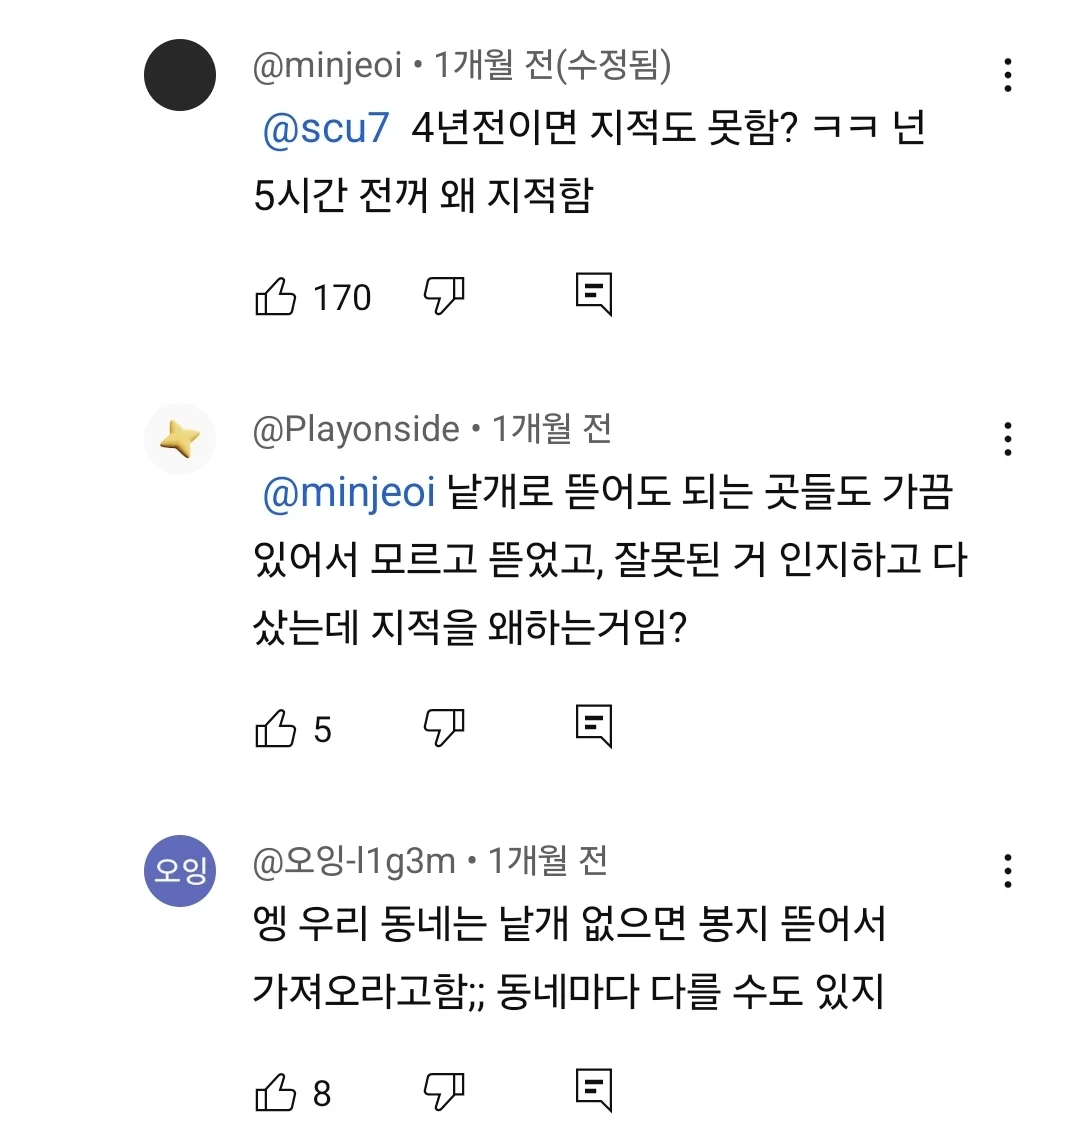 @minjeoi • 1개월 전(수정됨)
@scu7 4년전이면 지적도 못함? ㅋㅋ 넌
5시간 전꺼 왜 지적함
170
@Playonside • 1개월 전
@minjeoi 낱개로 뜯어도 되는 곳들도 가끔
있어서 모르고 뜯었고, 잘못된 거 인지하고 다
샀는데 지적을 왜하는거임?
5
오잉
@오잉-l1g3m • 1개월 전
엥 우리 동네는 낱개 없으면 봉지 뜯어서
가져오라고함;; 동네마다 다를 수도 있지
8